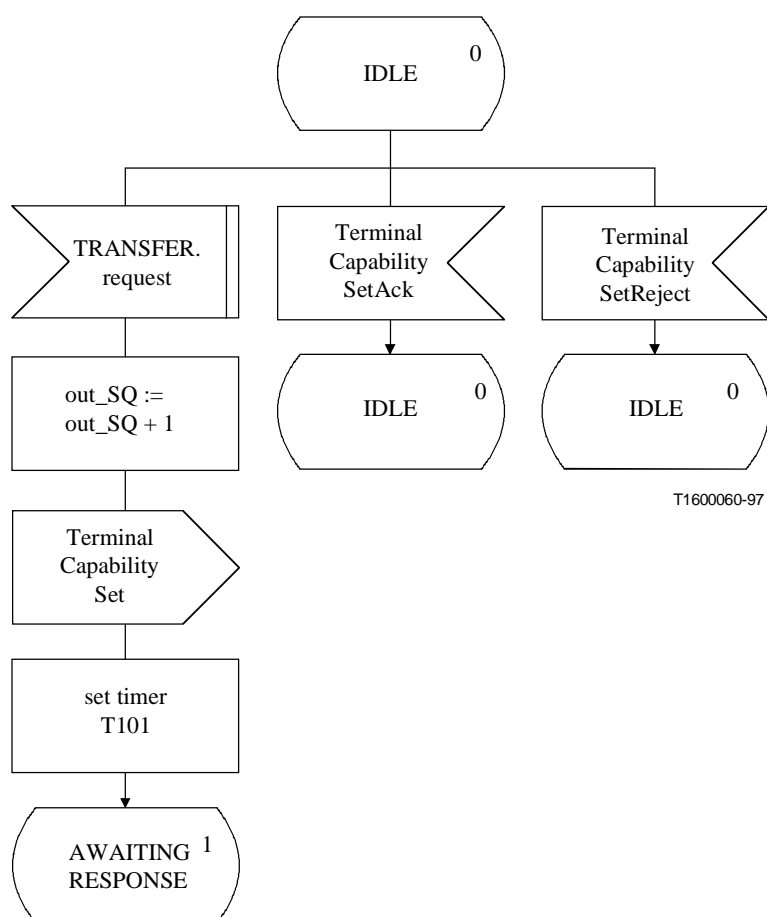 0
IDLE
TRANSFER.
request
Terminal
Capability
SetAck
Terminal
Capability
SetReject
out_SQ :=
out_SQ + 1
0
IDLE
0
IDLE
T1600060-97
Terminal
Capability
Set
set timer
T101
AWAITING 1
RESPONSE